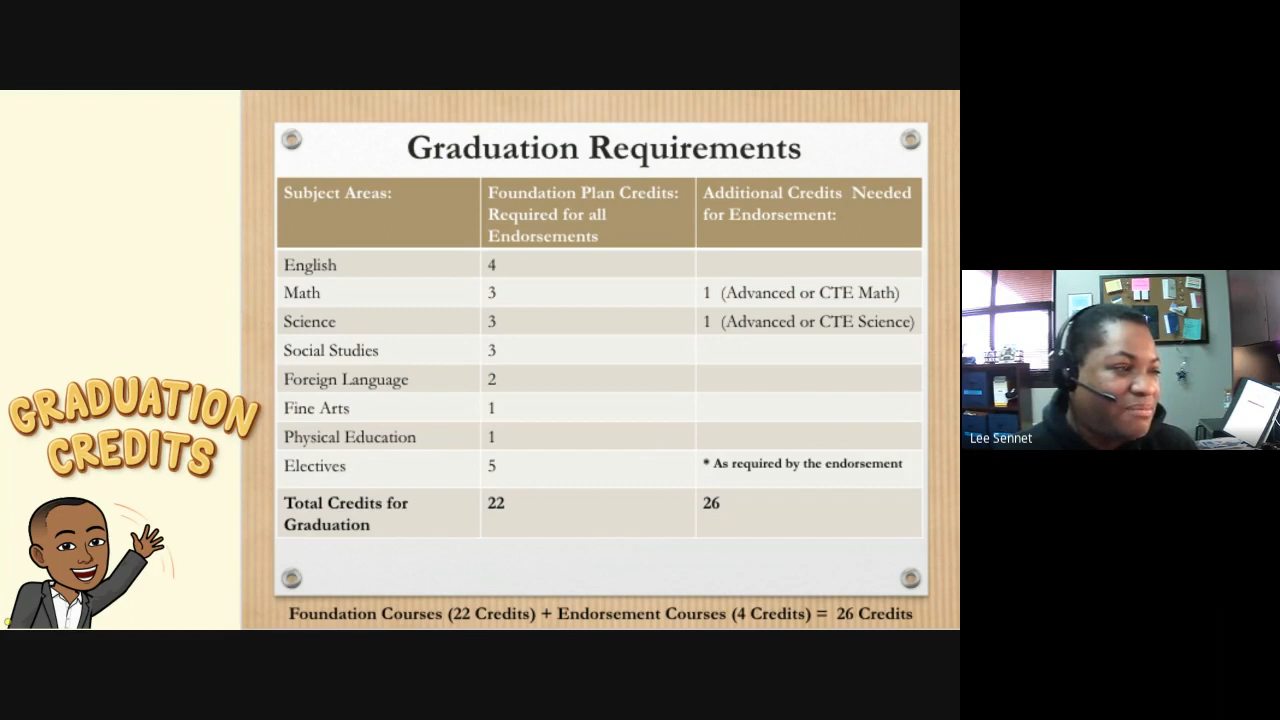 Graduation Requirements
Subject Areas:
Foundation Plan Credits:
Required for all
Endorsements
Additional Credits Needed
for Endorsement:
English
4
Math
3
1 (Advanced or CTE Math)
Science
3
1 (Advanced or CTE Science)
Social Studies
3
Foreign Language
2
Fine Arts
1
Physical Education
1
Electives
5
* As required by the endorsement
Total Credits for
Graduation
22
26
Foundation Courses (22 Credits) + Endorsement Courses (4 Credits) = 26 Credits
GRADUATION
CREDITS
Lee Sennet